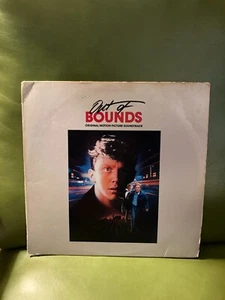 Out of
BOUNDS
ORIGINAL MOTION PICTURE SOUNDTRACK